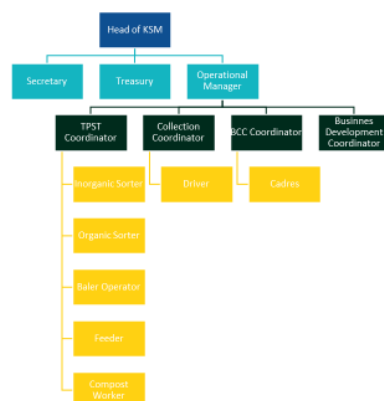 Head of KSM
Secretary
Treasury
Operational
Manager
TPST
Coordinator
Collection
Coordinator
BCC Coordinator
Businnes
Development
Coordinator
Inorganic Sorter
Driver
Cadres
Organic Sorter
Baler Operator
Feeder
Compost
Worker